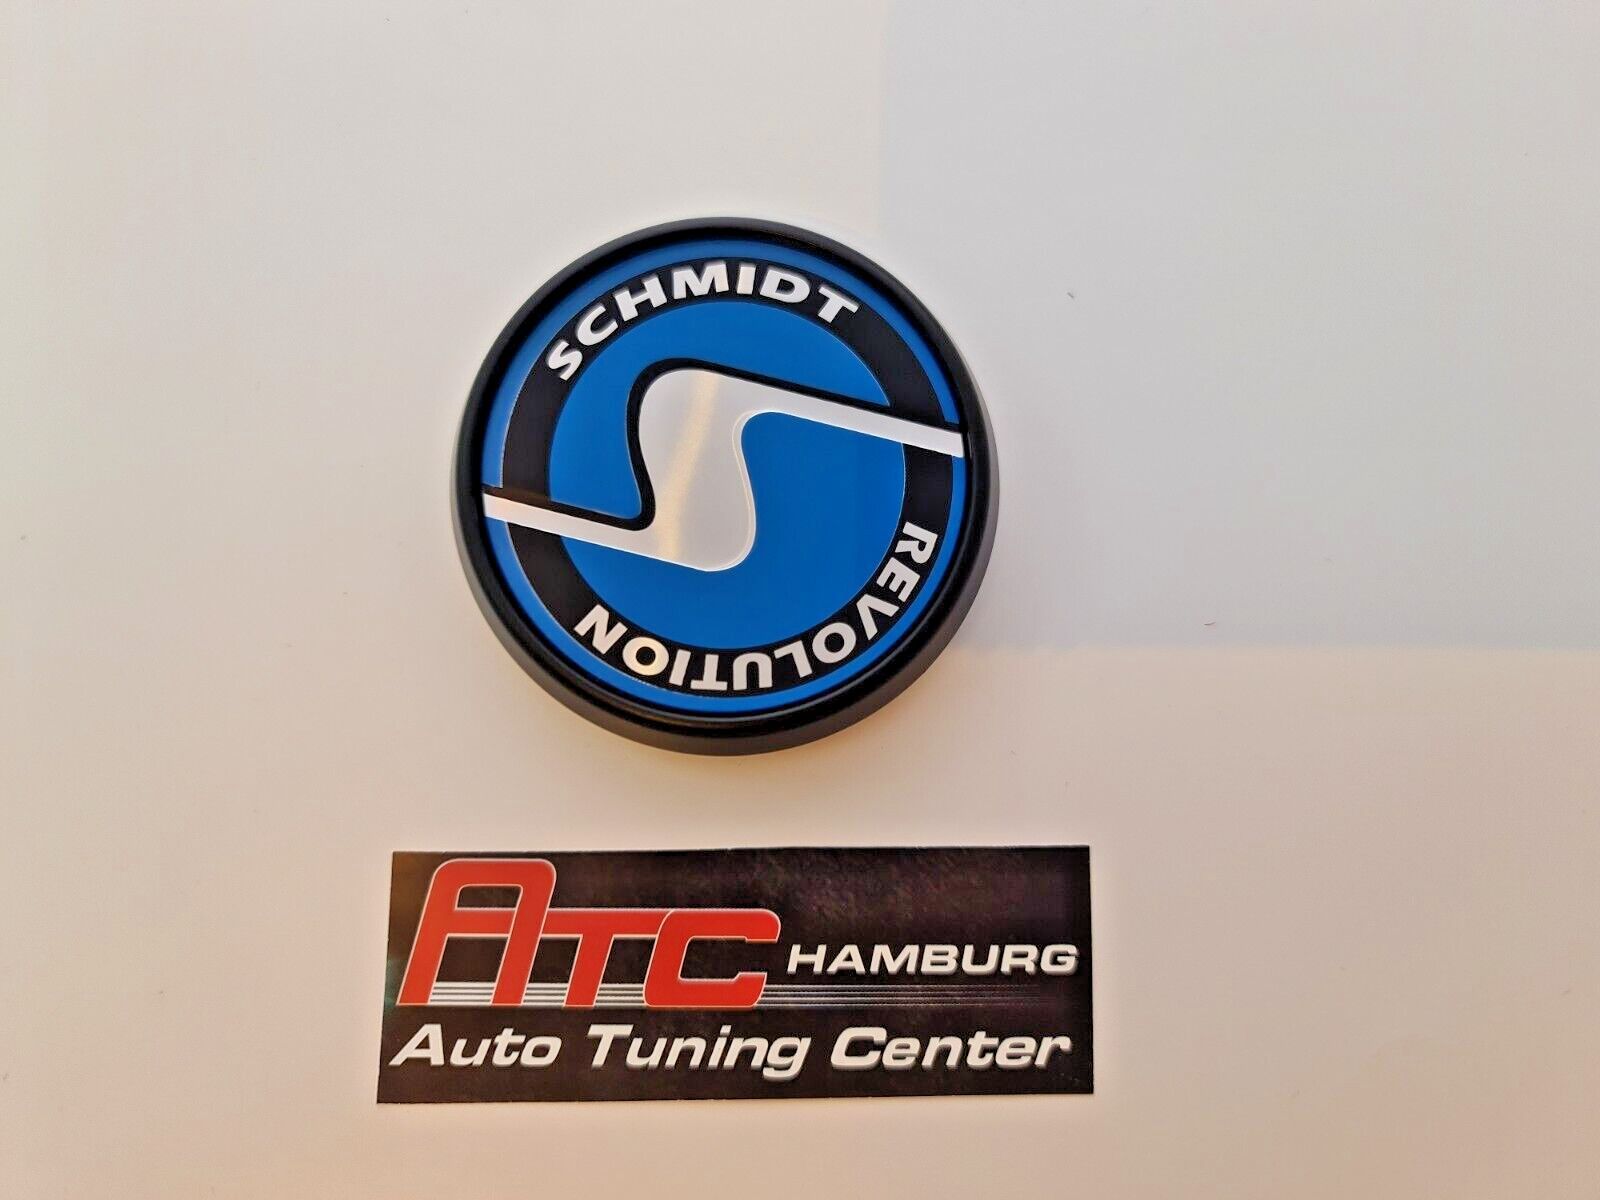 SCHMIDT
REVOLUTION
ATC HAMBURG
Auto Tuning Center